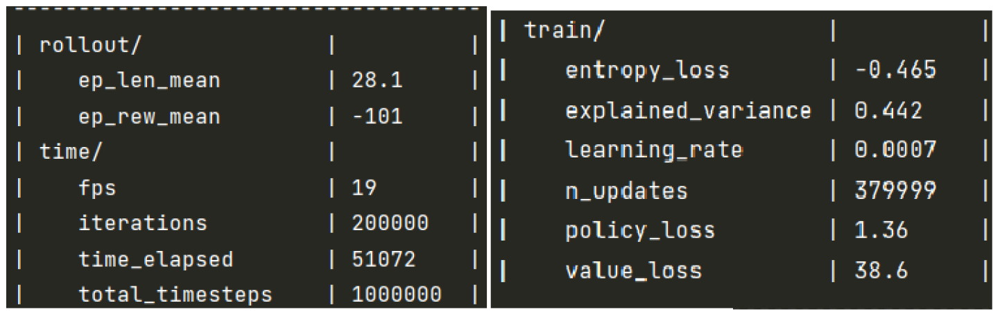 | rollout/ | |
| ep_len_mean | 28.1 |
| ep_rew_mean | -101 |
| time/ | |
| fps | 19 |
| iterations | 200000 |
| time_elapsed | 51072 |
| total_timesteps | 1000000 |
| train/ | |
| entropy_loss | -0.465 |
| explained_variance | 0.442 |
| learning_rate | 0.0007 |
| n_updates | 379999 |
| policy_loss | 1.36 |
| value_loss | 38.6 |